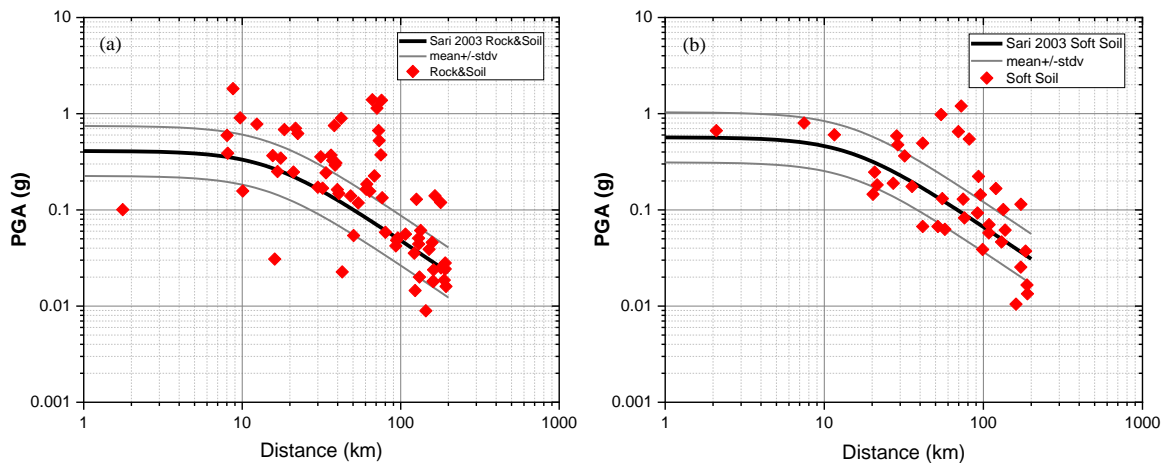 (a)
Sari 2003 Rock&Soil
mean+/-stdv
Rock&Soil
10
1
0.1
0.01
0.001
PGA (g)
1 10 100 1000
Distance (km)
(b)
Sari 2003 Soft Soil
mean+/-stdv
Soft Soil
10
1
0.1
0.01
0.001
PGA (g)
1 10 100 1000
Distance (km)